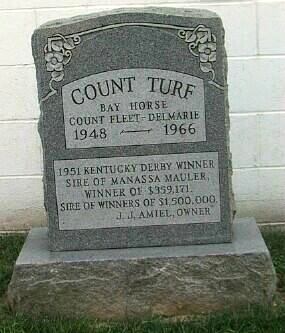 COUNT TURF
BAY HORSE
COUNT FLEET-DELMARIE
1948 — 1966
1951 KENTUCKY DERBY WINNER
SIRE OF MANASSA MAULER,
WINNER OF $359,171.
SIRE OF WINNERS OF $1,500,000.
J. J. AMIEL, OWNER